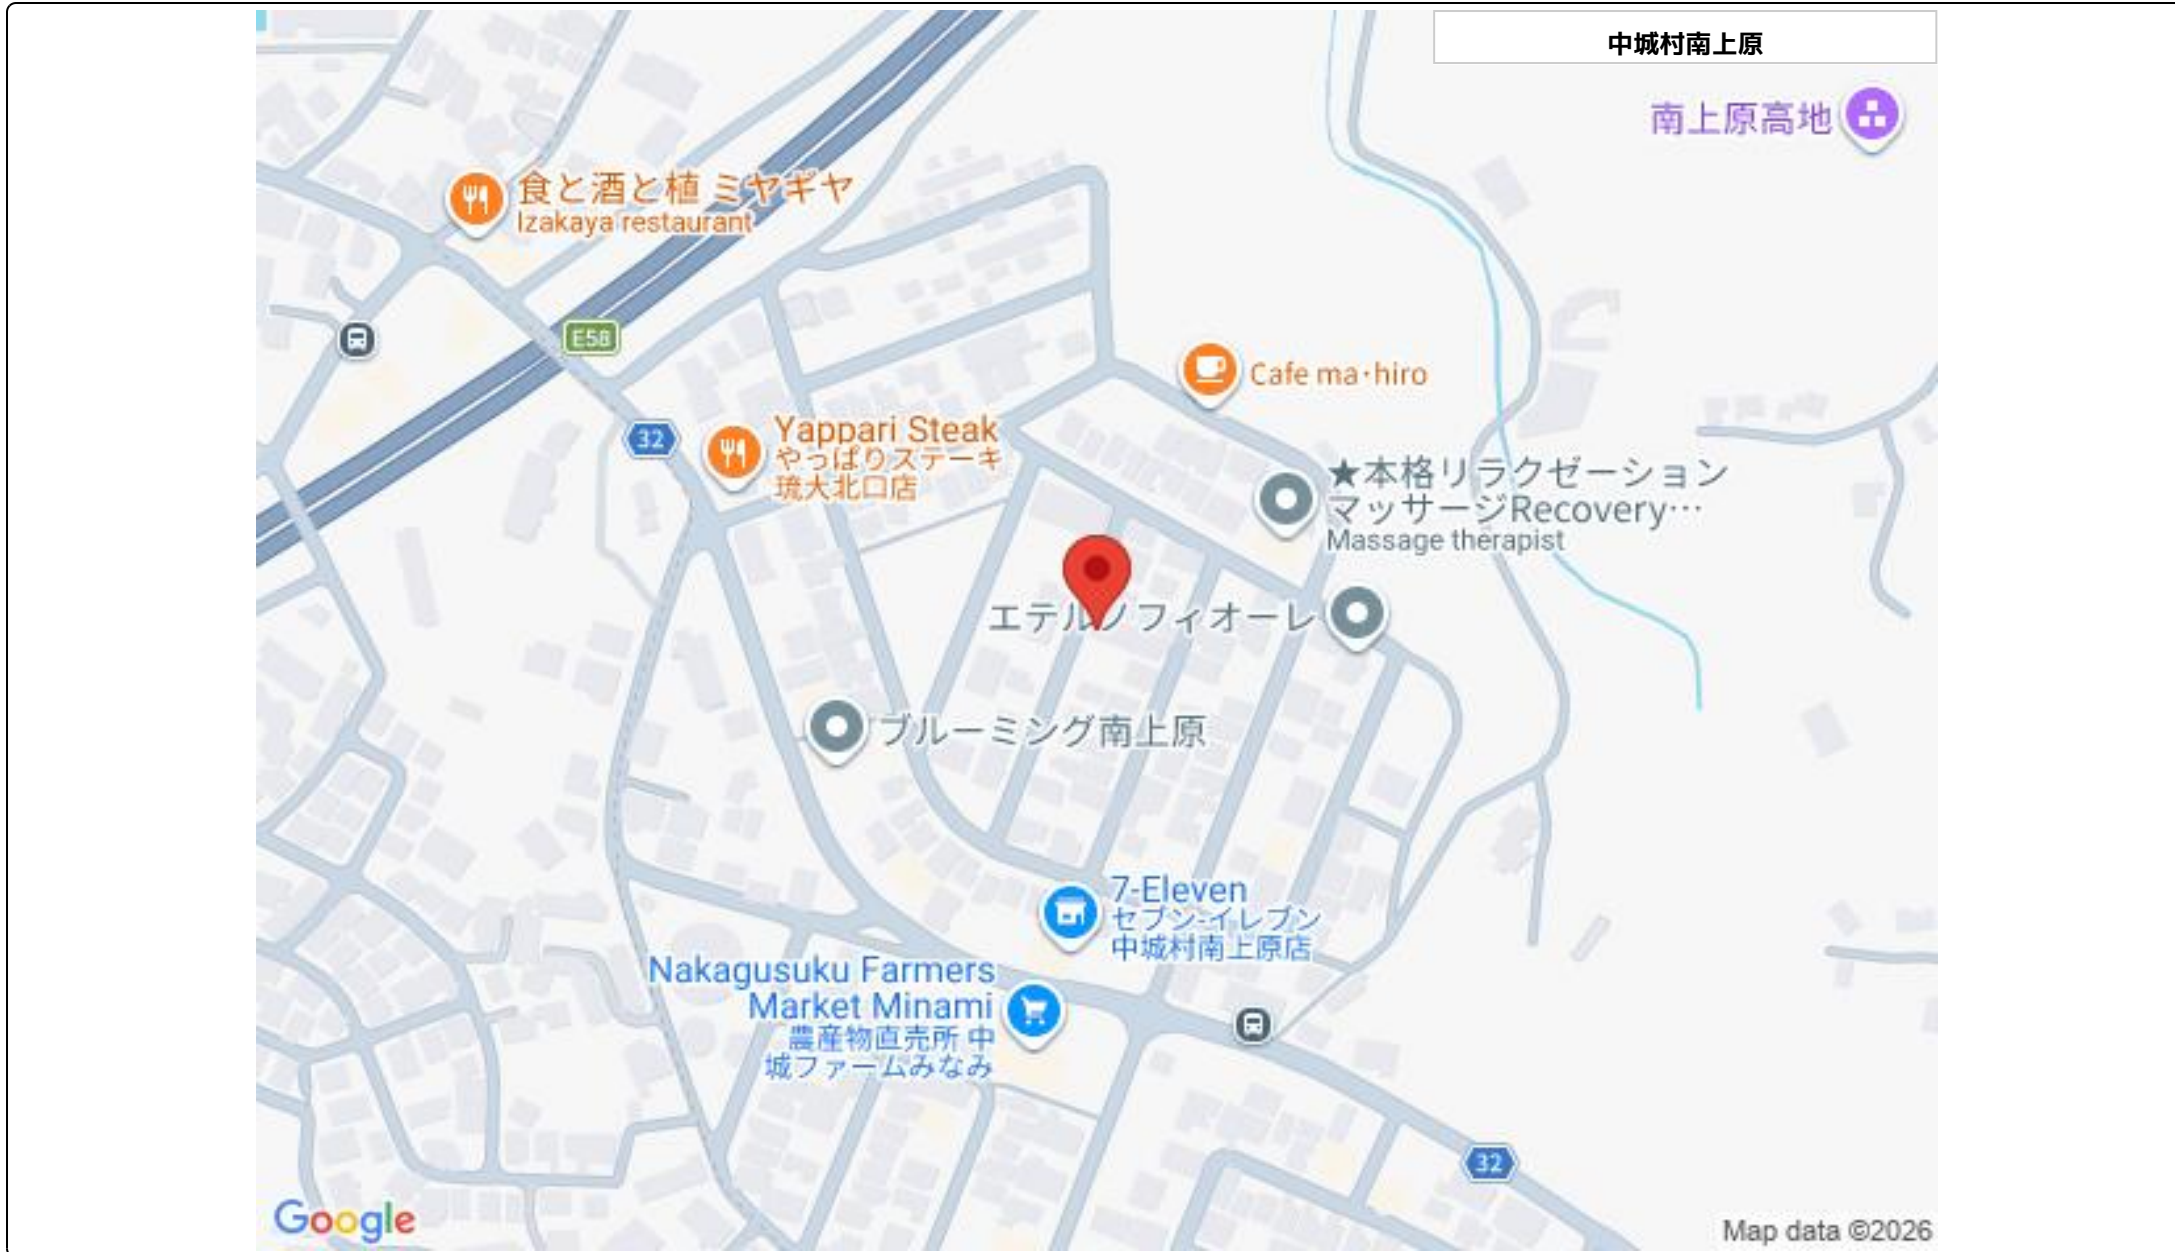 中城村南上原
南上原高地
食と酒と植 ミヤギヤ
Izakaya restaurant
E58
Cafe ma･hiro
32
Yappari Steak
やっぱりステーキ
琉大北口店
★本格リラクゼーション
マッサージRecovery…
Massage therapist
エテルノフィオーレ
ブルーミング南上原
7-Eleven
セブン-イレブン
中城村南上原店
Nakagusuku Farmers
Market Minami
農産物直売所 中
城ファームみなみ
32
Google
Map data ©2026